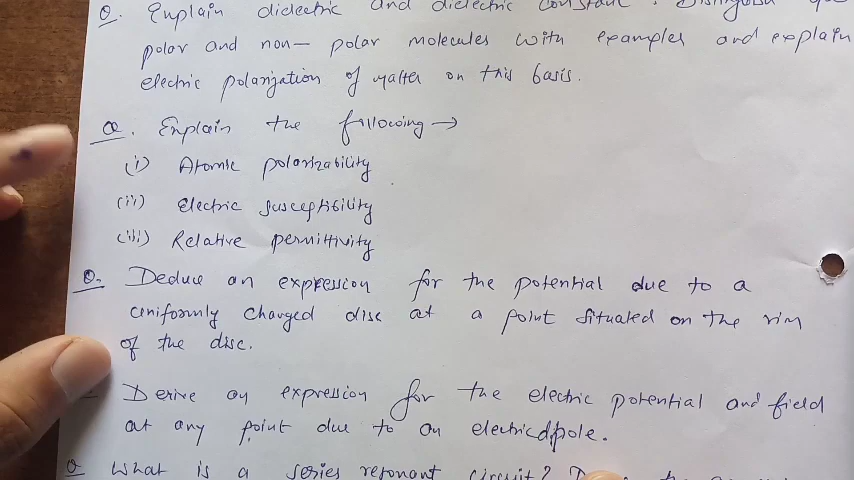 Q. Explain dielectric and dielectric constant. Distinguish
polar and non- polar molecules with examples and explain
electric polarization of matter on this basis.
Q. Explain the following →
(i) Atomic polarizability
(ii) Electric susceptibility
(iii) Relative permittivity
Q. Deduce an expression for the potential due to a
uniformly charged disc at a point situated on the rim
of the disc.
Derive an expression for the electric potential and field
at any point due to an electric dipole.
Q What is a series resonant circuit?